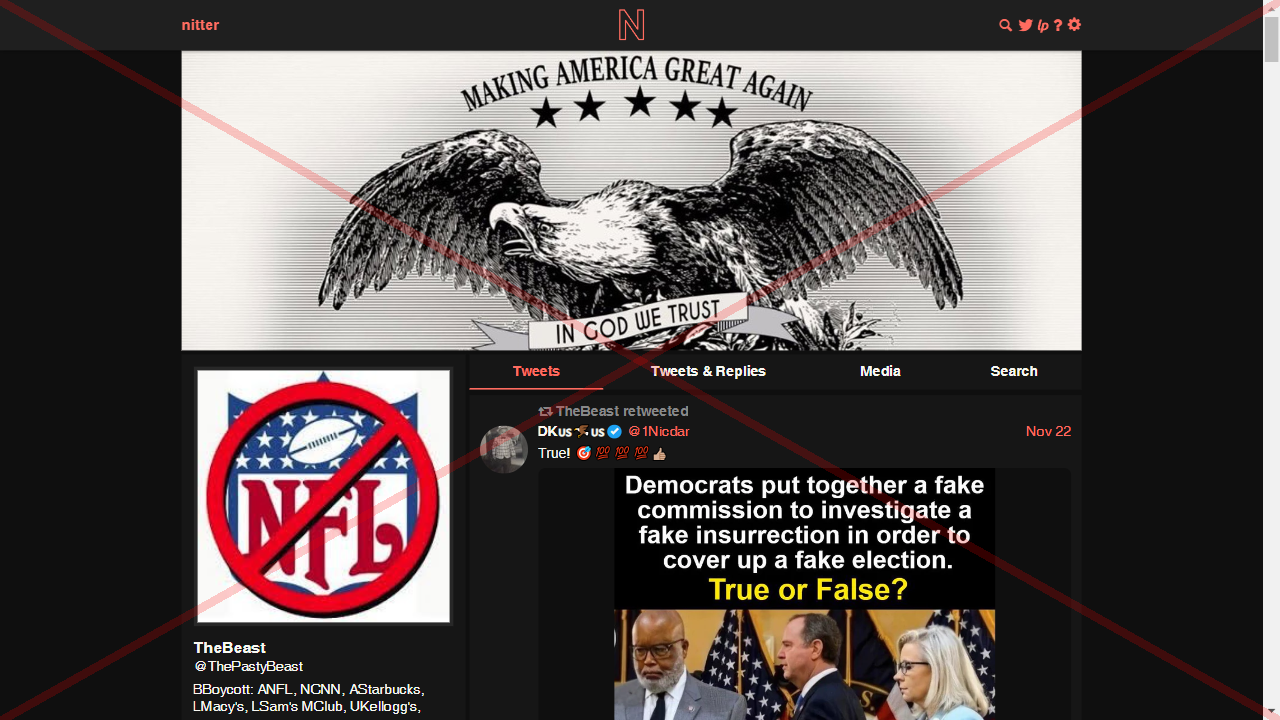 nitter
N
lp ?
MAKING AMERICA GREAT AGAIN
IN GOD WE TRUST
NFL
Tweets
Tweets & Replies
Media
Search
TheBeast retweeted
DKus🦅us @1Nicdar
Nov 22
True! 🎯 💯 💯 💯 👍🏼
Democrats put together a fake
commission to investigate a
fake insurrection in order to
cover up a fake election.
True or False?
TheBeast
@ThePastyBeast
BBoycott: ANFL, NCNN, AStarbucks,
LMacy's, LSam's MClub, UKellogg's,